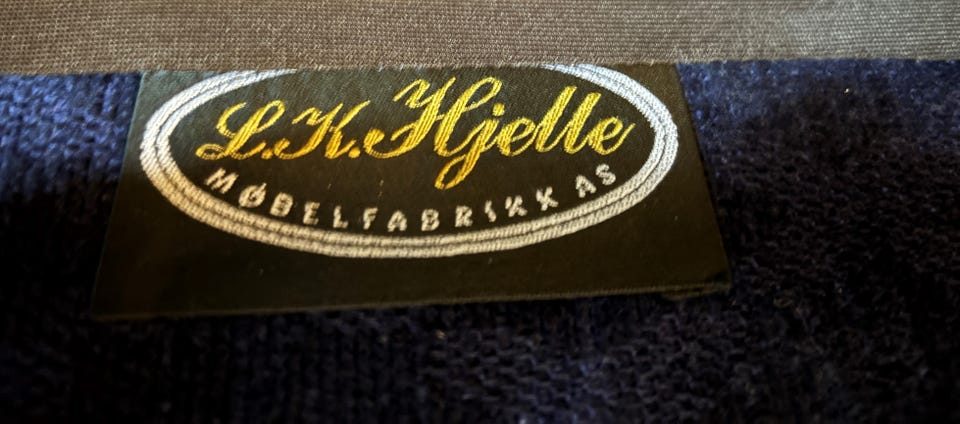 L.K. Hjelle
MØBELFABRIKK AS